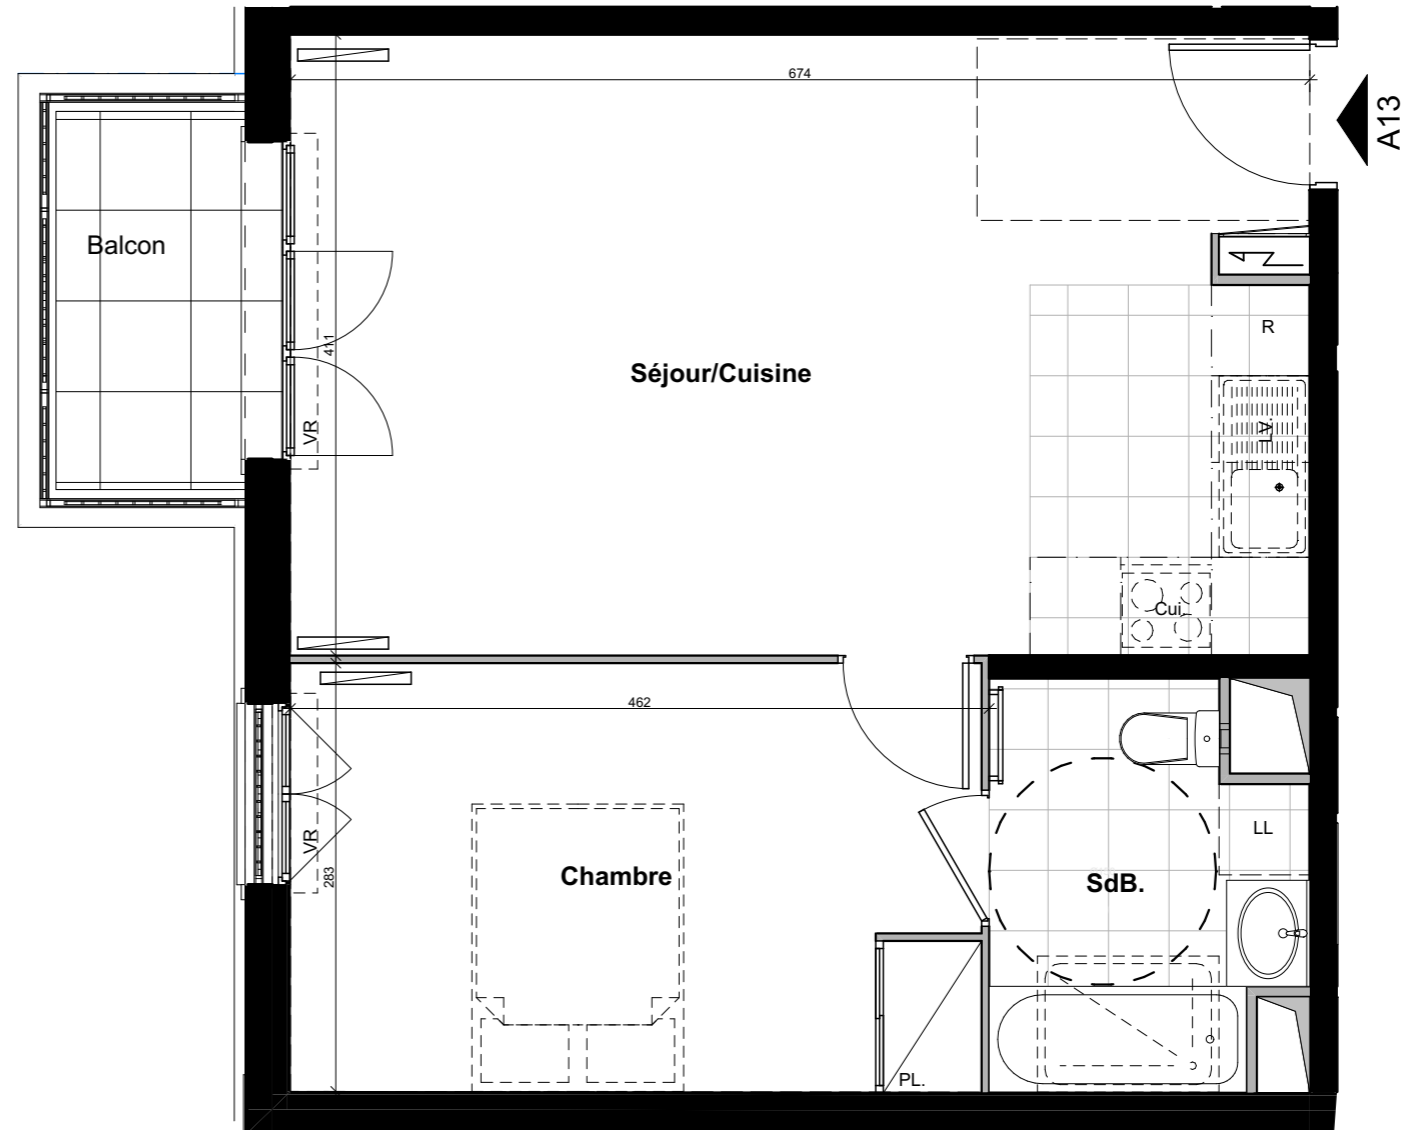 674
A13
Balcon
R
411
Séjour/Cuisine
VR
LV.
Cui.
462
LL
VR
283
Chambre
SdB.
PL.